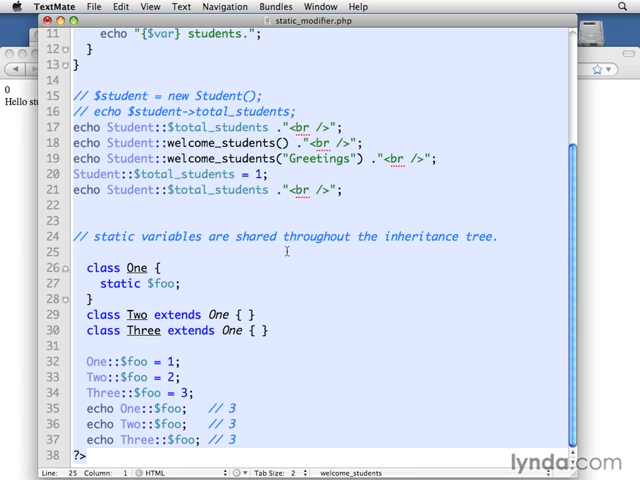 TextMate File Edit View Text Navigation Bundles Window Help
static_modifier.php
0
Hello stu
11 echo "{$var} students.";
12 }
13 }
14
15 // $student = new Student();
16 // echo $student->total_students;
17 echo Student::$total_students ."<br />";
18 echo Student::welcome_students() ."<br />";
19 echo Student::welcome_students("Greetings") ."<br />";
20 Student::$total_students = 1;
21 echo Student::$total_students ."<br />";
22
23
24 // static variables are shared throughout the inheritance tree.
25
26 class One {
27 static $foo;
28 }
29 class Two extends One { }
30 class Three extends One { }
31
32 One::$foo = 1;
33 Two::$foo = 2;
34 Three::$foo = 3;
35 echo One::$foo; // 3
36 echo Two::$foo; // 3
37 echo Three::$foo; // 3
38 ?>
Line: 25 Column: 1 HTML Tab Size: 2 welcome_students
lynda.com